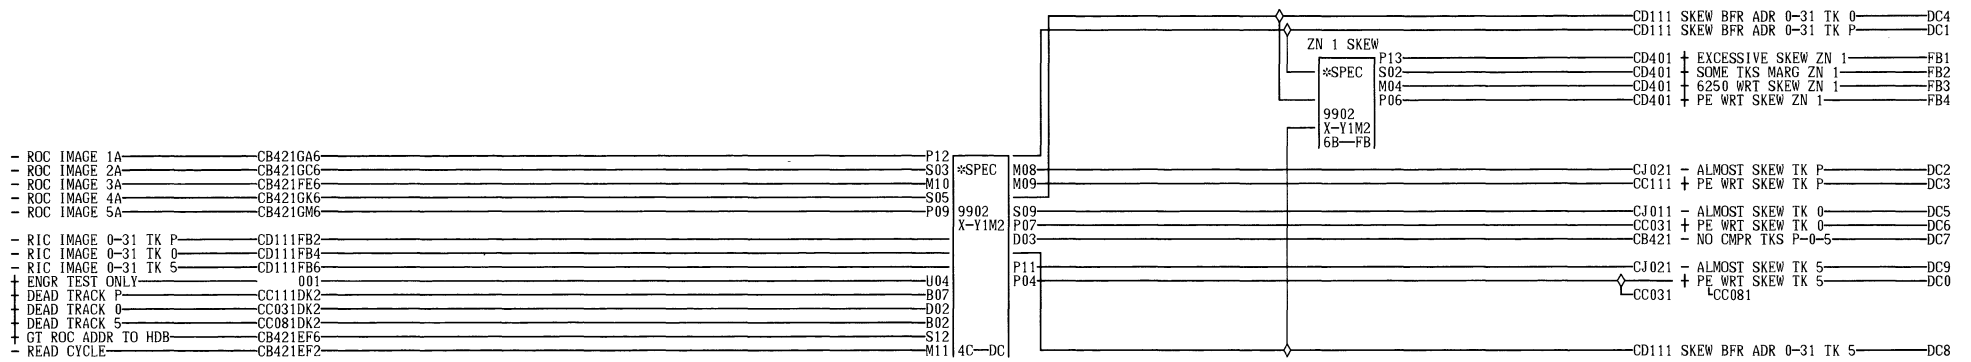 CD111 SKEW BFR ADR 0-31 TK 0 DC4
CD111 SKEW BFR ADR 0-31 TK P DC1
ZN 1 SKEW
P13 CD401 + EXCESSIVE SKEW ZN 1 FB1
*SPEC S02 CD401 + SOME TKS MARG ZN 1 FB2
M04 CD401 + 6250 WRT SKEW ZN 1 FB3
P06 CD401 + PE WRT SKEW ZN 1 FB4
9902
X-Y1M2
6B FB
- ROC IMAGE 1A CB421GA6 P12
- ROC IMAGE 2A CB421GC6 S03 *SPEC M08 CJ021 - ALMOST SKEW TK P DC2
- ROC IMAGE 3A CB421FE6 M10 M09 CC111 + PE WRT SKEW TK P DC3
- ROC IMAGE 4A CB421GK6 S05
- ROC IMAGE 5A CB421GM6 P09 9902 S09 CJ011 - ALMOST SKEW TK 0 DC5
X-Y1M2 P07 CC031 + PE WRT SKEW TK 0 DC6
- RIC IMAGE 0-31 TK P CD111FB2 D03 CB421 - NO CMPR TKS P-0-5 DC7
- RIC IMAGE 0-31 TK 0 CD111FB4
- RIC IMAGE 0-31 TK 5 CD111FB6 P11 CJ021 - ALMOST SKEW TK 5 DC9
+ ENGR TEST ONLY 001 U04 P04 + PE WRT SKEW TK 5 DC0
+ DEAD TRACK P CC111DK2 B07 CC031 CC081
+ DEAD TRACK 0 CC031DK2 D02
+ DEAD TRACK 5 CC081DK2 B02
+ GT ROC ADDR TO HDB CB421EF6 S12
- READ CYCLE CB421EF2 M11 4C DC CD111 SKEW BFR ADR 0-31 TK 5 DC8